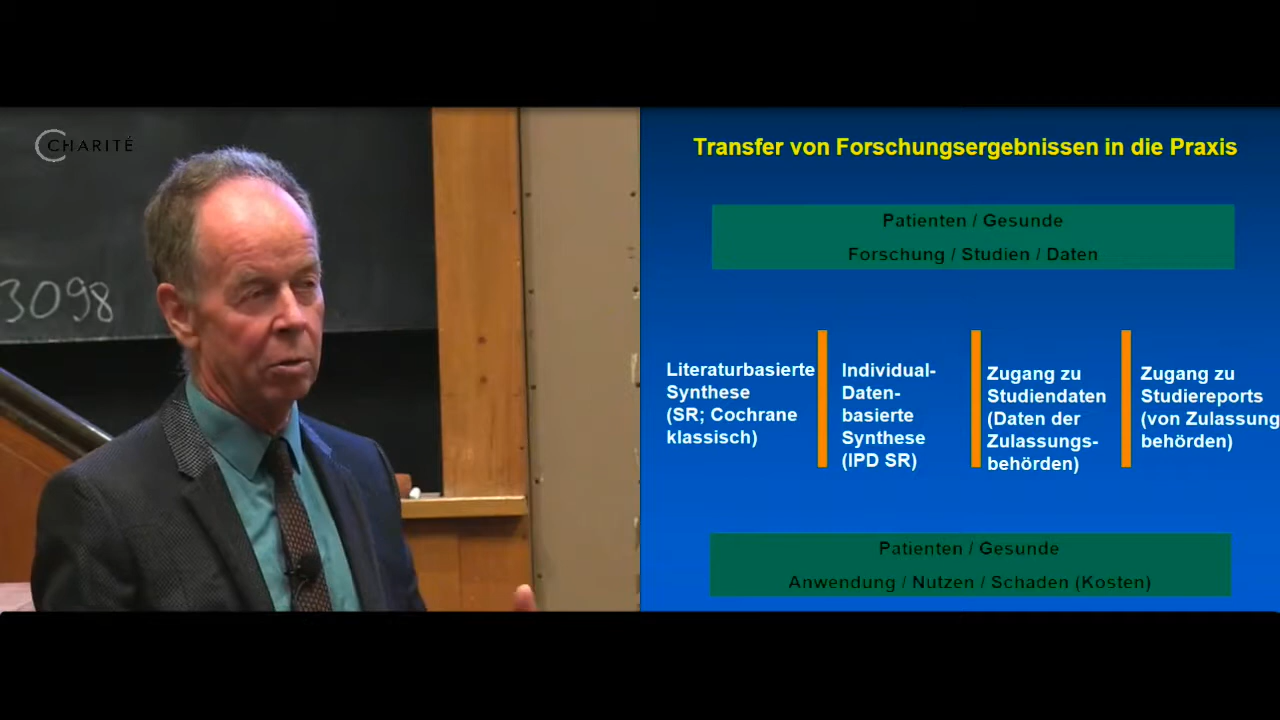 CHARITÉ
3098
Transfer von Forschungsergebnissen in die Praxis
Patienten / Gesunde
Forschung / Studien / Daten
Literaturbasierte
Synthese
(SR; Cochrane
klassisch)
Individual-
Daten-
basierte
Synthese
(IPD SR)
Zugang zu
Studiendaten
(Daten der
Zulassungs-
behörden)
Zugang zu
Studiereports
(von Zulassung
behörden)
Patienten / Gesunde
Anwendung / Nutzen / Schaden (Kosten)